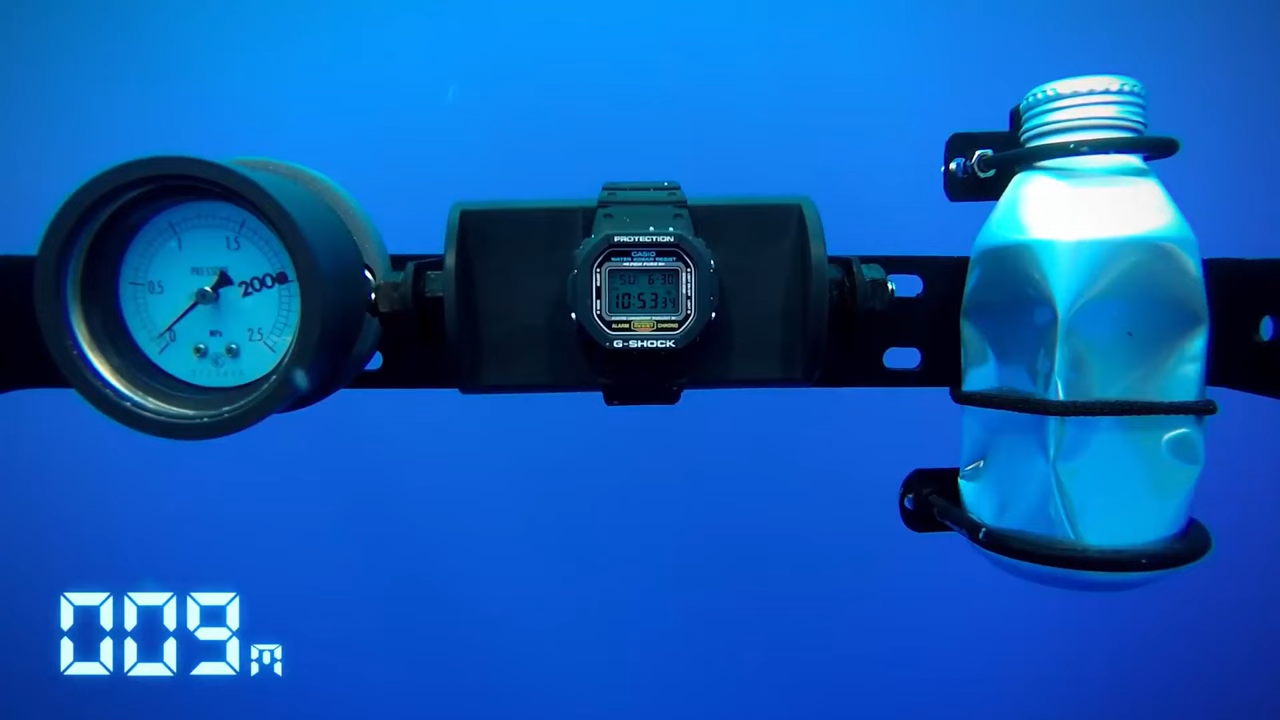 1
1.5
PRESSURE
0.5
200m
MPa
0
2.5
PROTECTION
CASIO
WATER 200M RESIST
SU 6-30
10:53 34
ALARM
CHRONO
G-SHOCK
009m